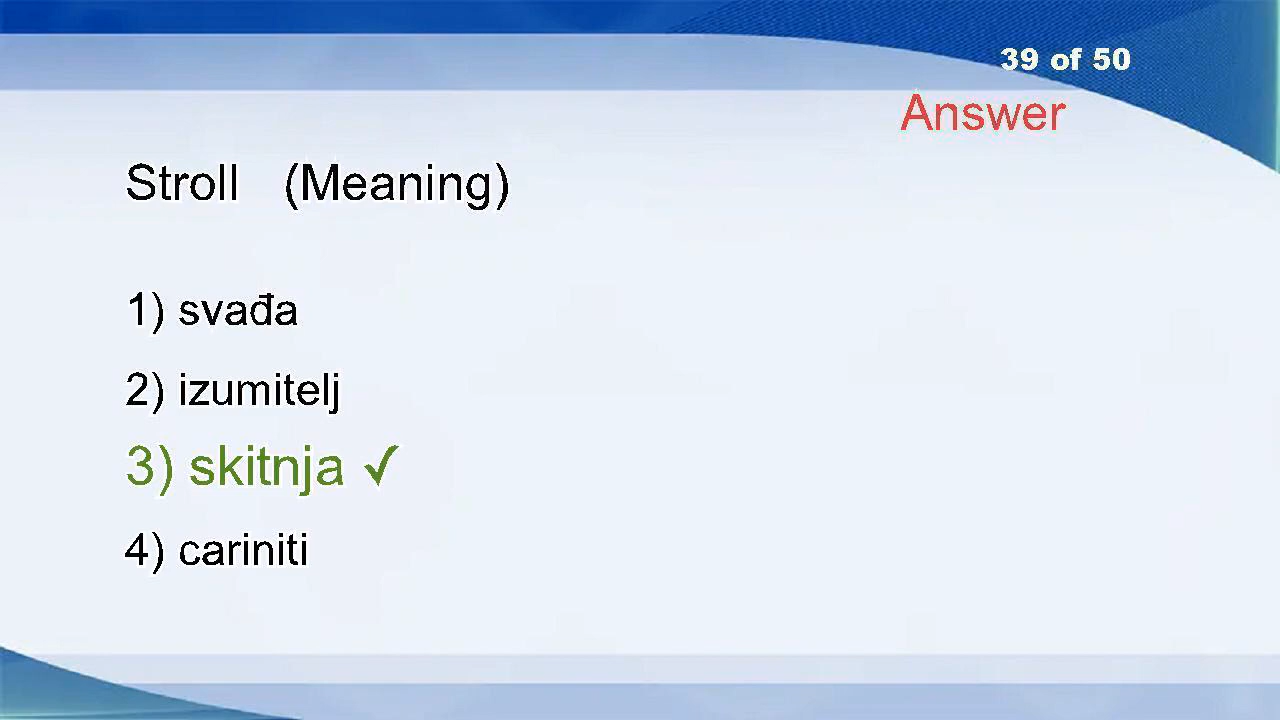 39 of 50
Answer
Stroll (Meaning)
1) svađa
2) izumitelj
3) skitnja ✓
4) cariniti